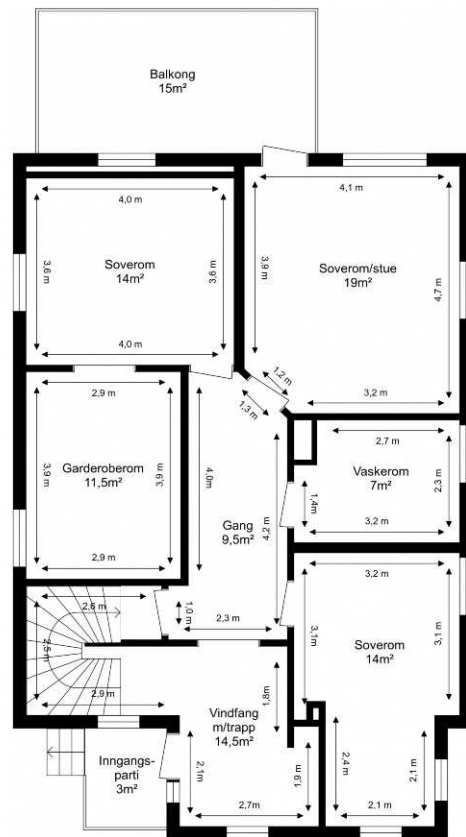 Balkong
15m²
4,0 m
3,6 m
Soverom
14m²
3,6 m
4,0 m
4,1 m
3,9 m
Soverom/stue
19m²
4,7 m
1,2 m
1,3 m
3,2 m
2,9 m
3,9 m
Garderoberom
11,5m²
3,9 m
2,9 m
4,0m
Gang
9,5m²
4,2 m
2,3 m
1,0 m
2,7 m
Vaskerom
7m²
2,3 m
1,4m
3,2 m
2,6 m
2,5 m
2,9 m
3,2 m
3,1m
Soverom
14m²
3,1 m
2,4 m
2,1 m
2,1 m
1,8m
Vindfang
m/trapp
14,5m²
2,1m
1,9m
2,7m
Inngangs-
parti
3m²